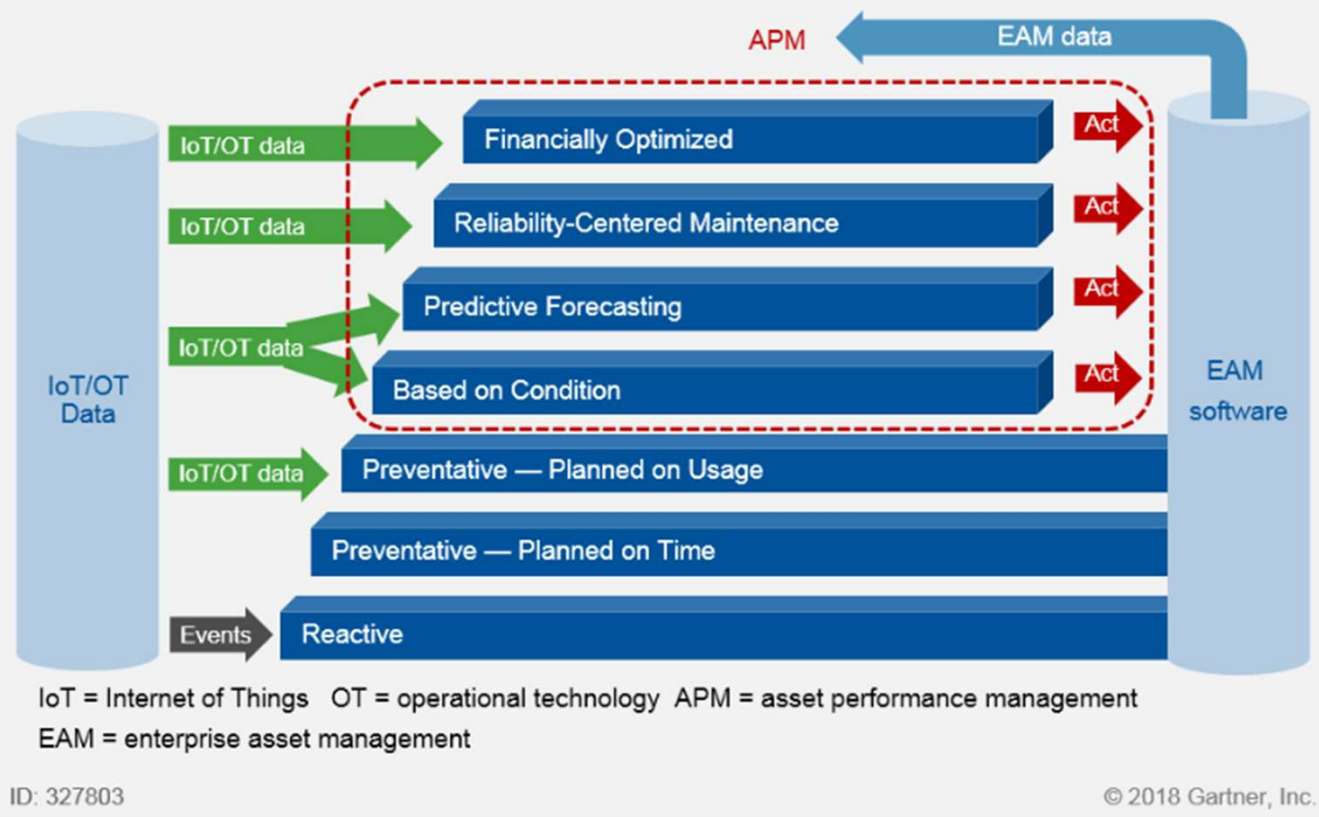 APM
EAM data
IoT/OT data
Financially Optimized
Act
IoT/OT data
Reliability-Centered Maintenance
Act
Predictive Forecasting
Act
IoT/OT data
Based on Condition
Act
IoT/OT
Data
EAM
software
IoT/OT data
Preventative — Planned on Usage
Preventative — Planned on Time
Events
Reactive
IoT = Internet of Things OT = operational technology APM = asset performance management
EAM = enterprise asset management
ID: 327803
© 2018 Gartner, Inc.